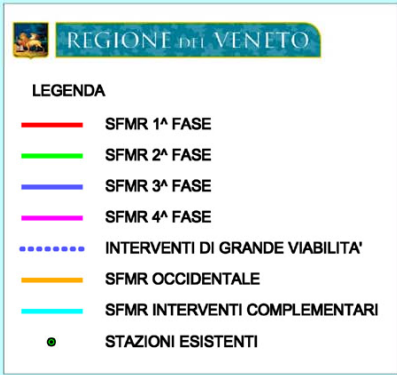 REGIONE DEL VENETO
LEGENDA
SFMR 1^ FASE
SFMR 2^ FASE
SFMR 3^ FASE
SFMR 4^ FASE
INTERVENTI DI GRANDE VIABILITA'
SFMR OCCIDENTALE
SFMR INTERVENTI COMPLEMENTARI
STAZIONI ESISTENTI